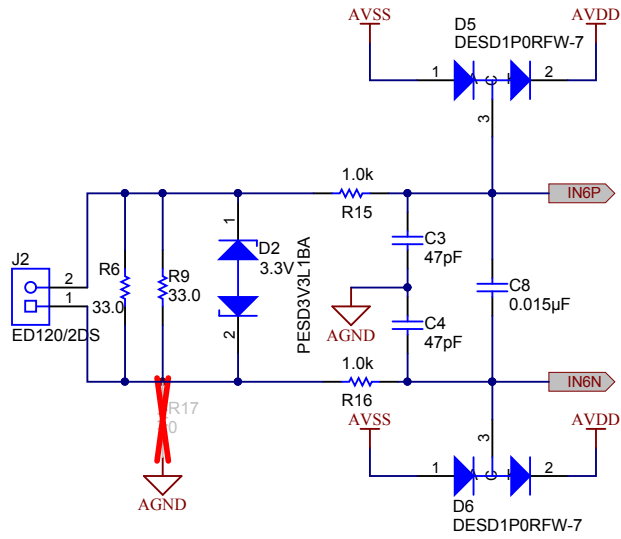 AVSS
AVDD
D5
DESD1P0RFW-7
1
2
3
1.0k
R15
IN6P
1
D2
3.3V
PESD3V3L1BA
2
C3
47pF
AGND
C4
47pF
C8
0.015µF
J2
2
1
ED120/2DS
R6
33.0
R9
33.0
1.0k
R16
IN6N
R17
0
AGND
AVSS
AVDD
3
1
2
D6
DESD1P0RFW-7